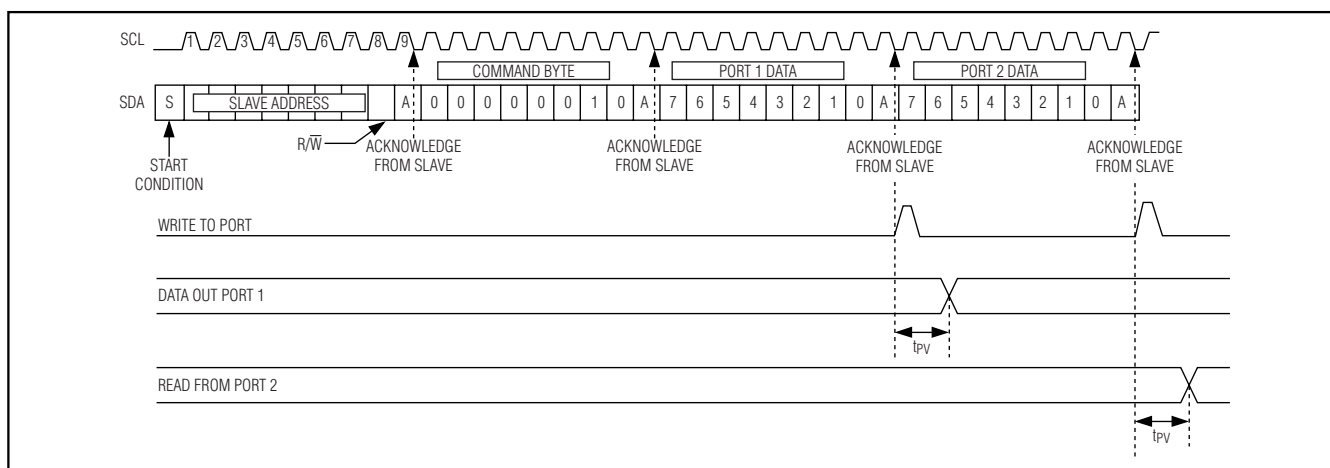 SCL 1 2 3 4 5 6 7 8 9
COMMAND BYTE PORT 1 DATA PORT 2 DATA
SDA S SLAVE ADDRESS A 0 0 0 0 0 0 1 0 A 7 6 5 4 3 2 1 0 A 7 6 5 4 3 2 1 0 A
R/W̅ ACKNOWLEDGE ACKNOWLEDGE ACKNOWLEDGE ACKNOWLEDGE
START FROM SLAVE FROM SLAVE FROM SLAVE FROM SLAVE
CONDITION
WRITE TO PORT
DATA OUT PORT 1
tPV
READ FROM PORT 2
tPV